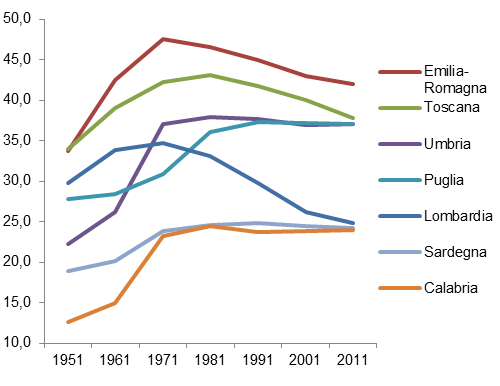 50,0
45,0
40,0
35,0
30,0
25,0
20,0
15,0
10,0
1951 1961 1971 1981 1991 2001 2011
Emilia-
Romagna
Toscana
Umbria
Puglia
Lombardia
Sardegna
Calabria